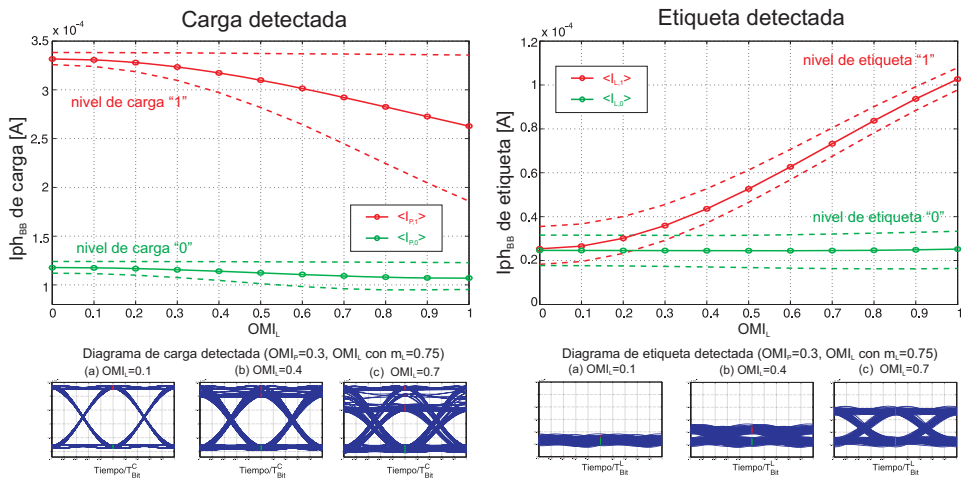 Carga detectada
x 10⁻⁴
3.5
3
2.5
2
1.5
1
Iph_BB de carga [A]
nivel de carga “1”
nivel de carga “0”
<I_P,1>
<I_P,0>
0 0.1 0.2 0.3 0.4 0.5 0.6 0.7 0.8 0.9 1
OMI_L
Diagrama de carga detectada (OMI_P=0.3, OMI_L con m_L=0.75)
(a) OMI_L=0.1
(b) OMI_L=0.4
(c) OMI_L=0.7
Tiempo/T^C_Bit
Tiempo/T^C_Bit
Tiempo/T^C_Bit
Etiqueta detectada
x 10⁻⁴
1.2
1
0.8
0.6
0.4
0.2
0
Iph_BB de etiqueta [A]
<I_L,1>
<I_L,0>
nivel de etiqueta “1”
nivel de etiqueta “0”
0 0.1 0.2 0.3 0.4 0.5 0.6 0.7 0.8 0.9 1
OMI_L
Diagrama de etiqueta detectada (OMI_P=0.3, OMI_L con m_L=0.75)
(a) OMI_L=0.1
(b) OMI_L=0.4
(c) OMI_L=0.7
Tiempo/T^L_Bit
Tiempo/T^L_Bit
Tiempo/T^L_Bit